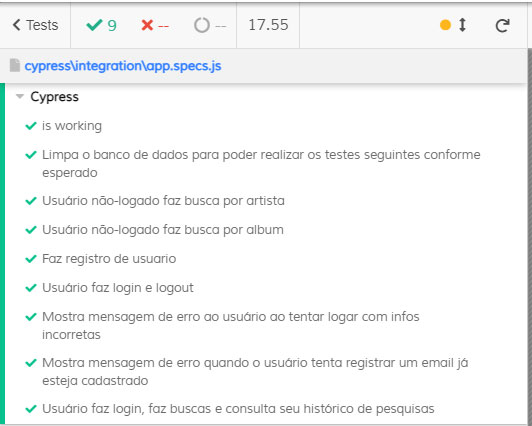 Tests 9 -- -- 17.55
cypress\integration\app.specs.js
Cypress
is working
Limpa o banco de dados para poder realizar os testes seguintes conforme
esperado
Usuário não-logado faz busca por artista
Usuário não-logado faz busca por album
Faz registro de usuario
Usuário faz login e logout
Mostra mensagem de erro ao usuário ao tentar logar com infos
incorretas
Mostra mensagem de erro quando o usuário tenta registrar um email já
esteja cadastrado
Usuário faz login, faz buscas e consulta seu histórico de pesquisas